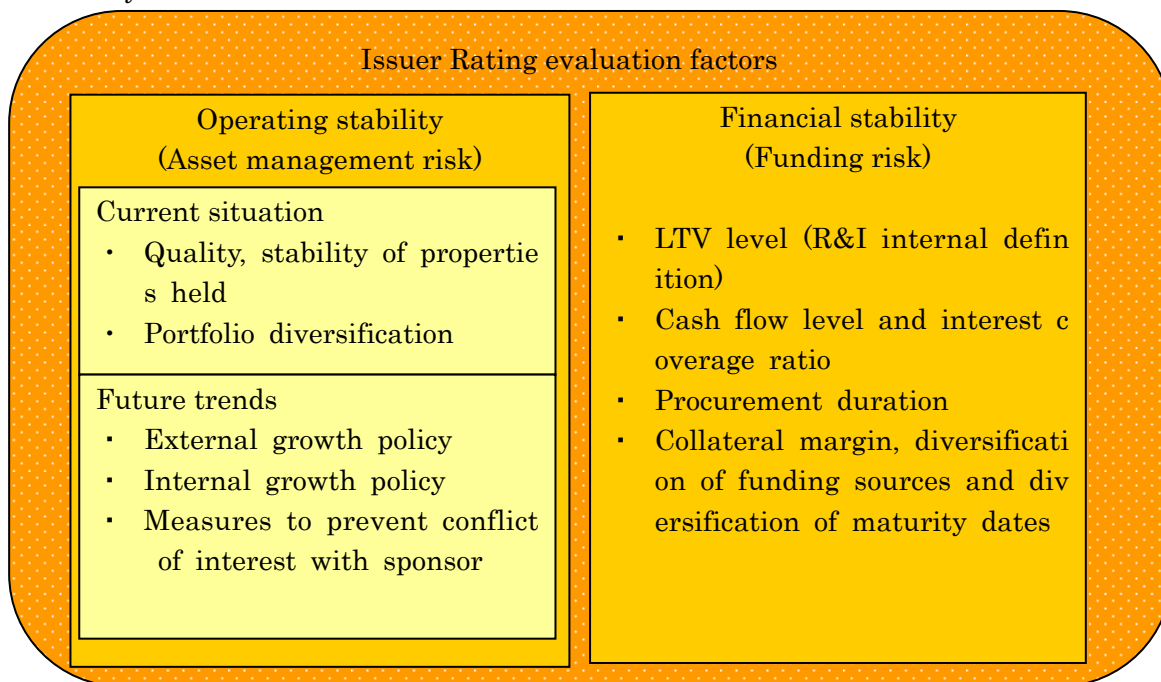 Issuer Rating evaluation factors
Operating stability
(Asset management risk)
Current situation
・ Quality, stability of propertie
s held
・ Portfolio diversification
Future trends
・ External growth policy
・ Internal growth policy
・ Measures to prevent conflict
of interest with sponsor
Financial stability
(Funding risk)
・ LTV level (R&I internal defin
ition)
・ Cash flow level and interest c
overage ratio
・ Procurement duration
・ Collateral margin, diversificati
on of funding sources and div
ersification of maturity dates